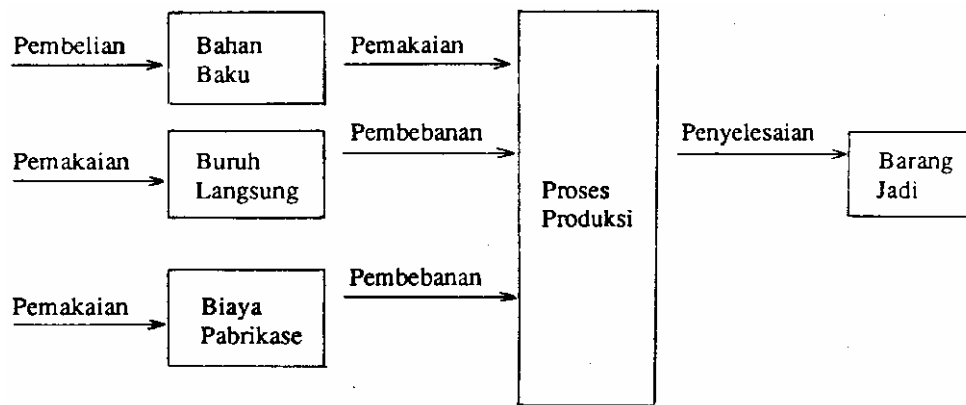 Pembelian
Bahan
Baku
Pemakaian
Pemakaian
Buruh
Langsung
Pembebanan
Pemakaian
Biaya
Pabrikase
Pembebanan
Proses
Produksi
Penyelesaian
Barang
Jadi